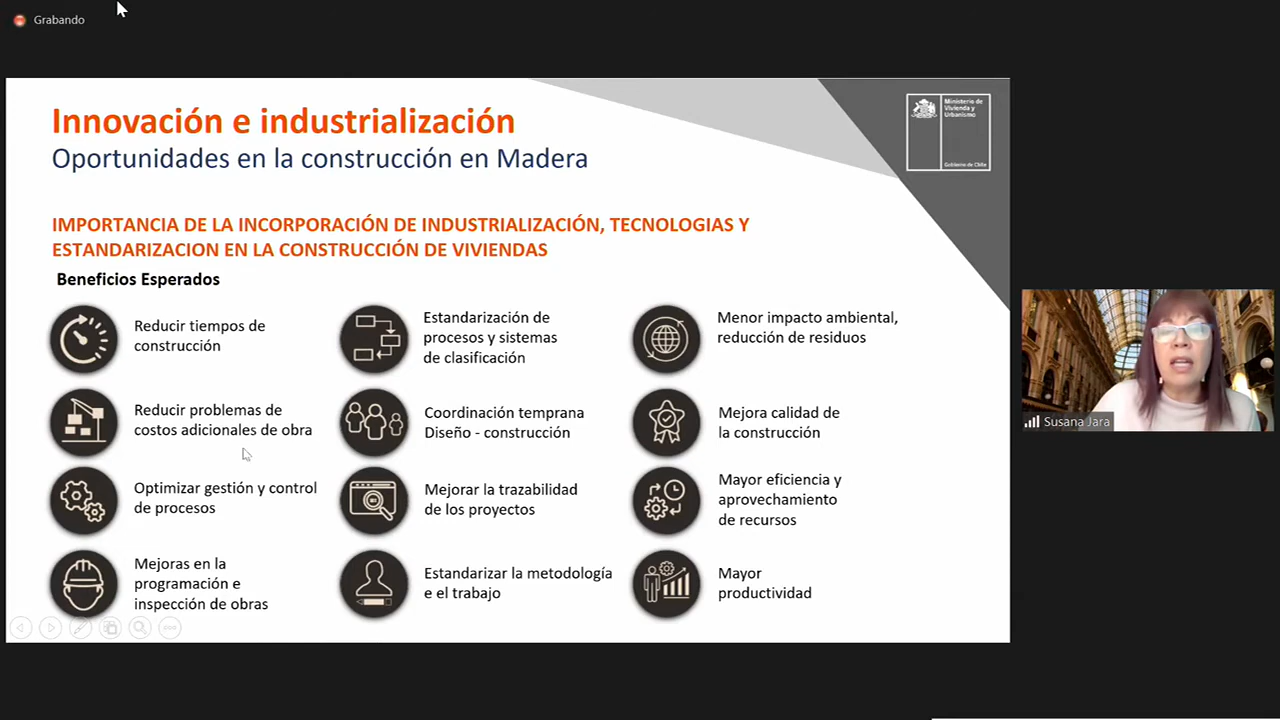 Grabando
Innovación e industrialización
Oportunidades en la construcción en Madera
Ministerio de
Vivienda y
Urbanismo
Gobierno de Chile
IMPORTANCIA DE LA INCORPORACIÓN DE INDUSTRIALIZACIÓN, TECNOLOGIAS Y
ESTANDARIZACION EN LA CONSTRUCCIÓN DE VIVIENDAS
Beneficios Esperados
Reducir tiempos de
construcción
Reducir problemas de
costos adicionales de obra
Optimizar gestión y control
de procesos
Mejoras en la
programación e
inspección de obras
Estandarización de
procesos y sistemas
de clasificación
Coordinación temprana
Diseño - construcción
Mejorar la trazabilidad
de los proyectos
Estandarizar la metodología
e el trabajo
Menor impacto ambiental,
reducción de residuos
Mejora calidad de
la construcción
Mayor eficiencia y
aprovechamiento
de recursos
Mayor
productividad
Susana Jara